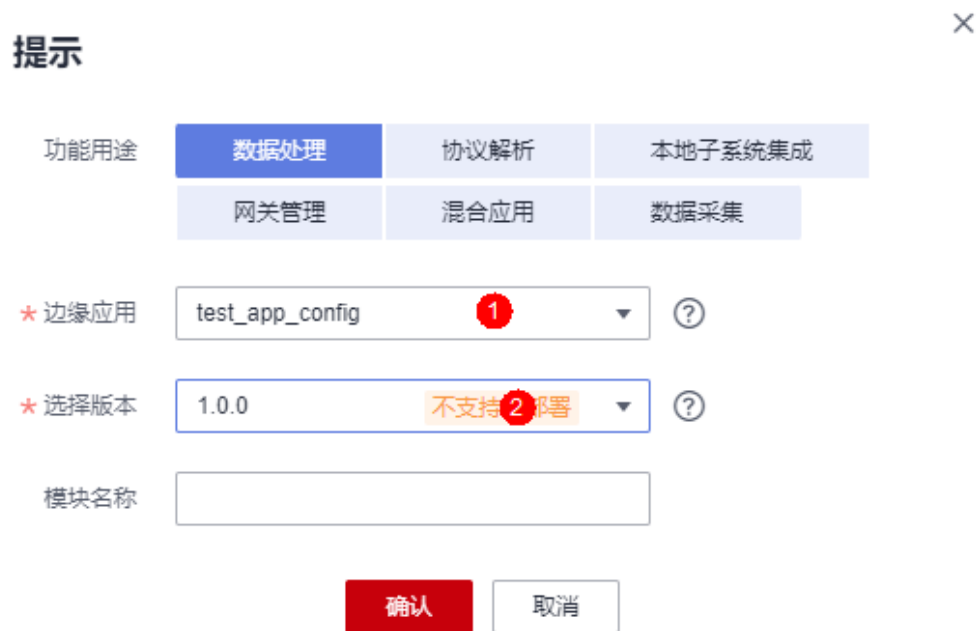 提示
功能用途 数据处理 协议解析 本地子系统集成
网关管理 混合应用 数据采集
* 边缘应用 test_app_config 1
* 选择版本 1.0.0 不支持 2 部署
模块名称
确认 取消